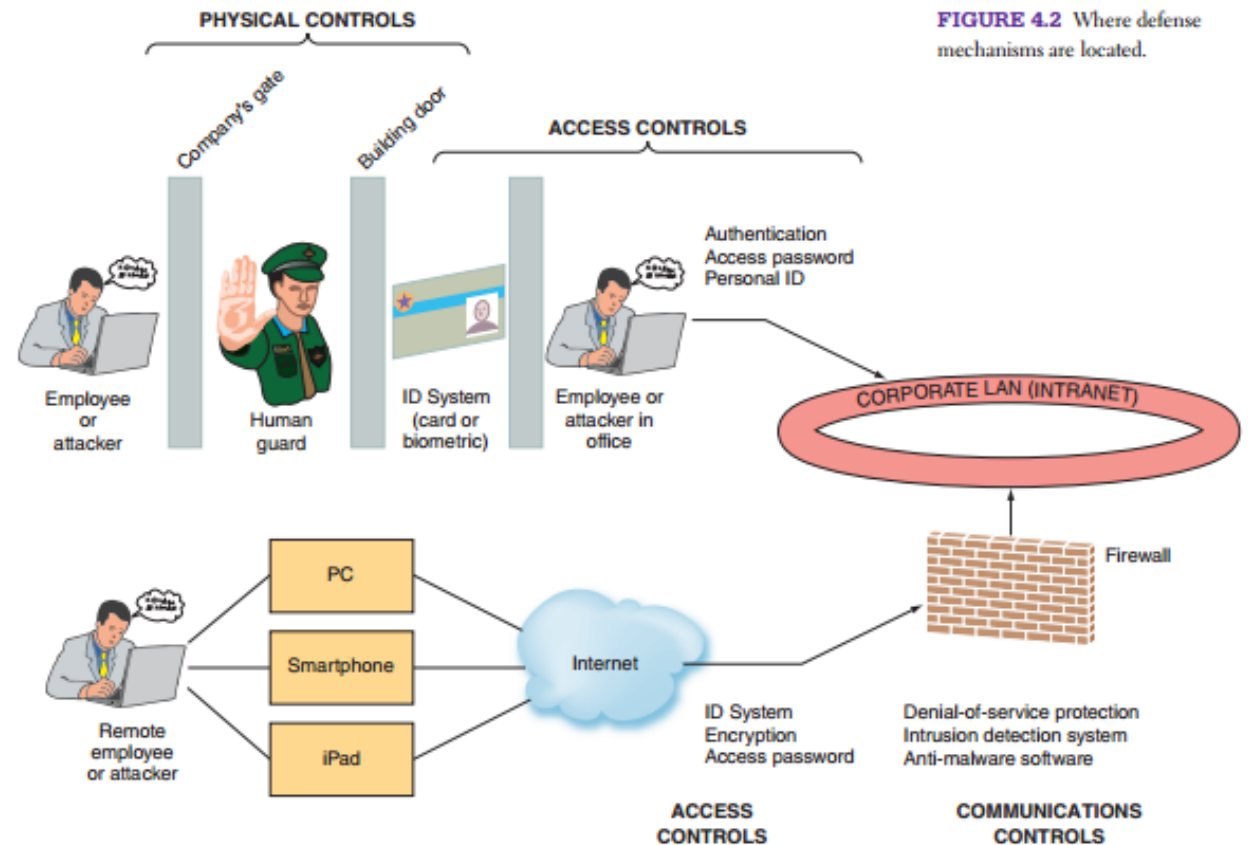 PHYSICAL CONTROLS
FIGURE 4.2 Where defense
mechanisms are located.
Company's gate
Building door
ACCESS CONTROLS
Authentication
Access password
Personal ID
Employee
or
attacker
Human
guard
ID System
(card or
biometric)
Employee or
attacker in
office
CORPORATE LAN (INTRANET)
Firewall
PC
Smartphone
iPad
Internet
Remote
employee
or attacker
ID System
Encryption
Access password
Denial-of-service protection
Intrusion detection system
Anti-malware software
ACCESS
CONTROLS
COMMUNICATIONS
CONTROLS